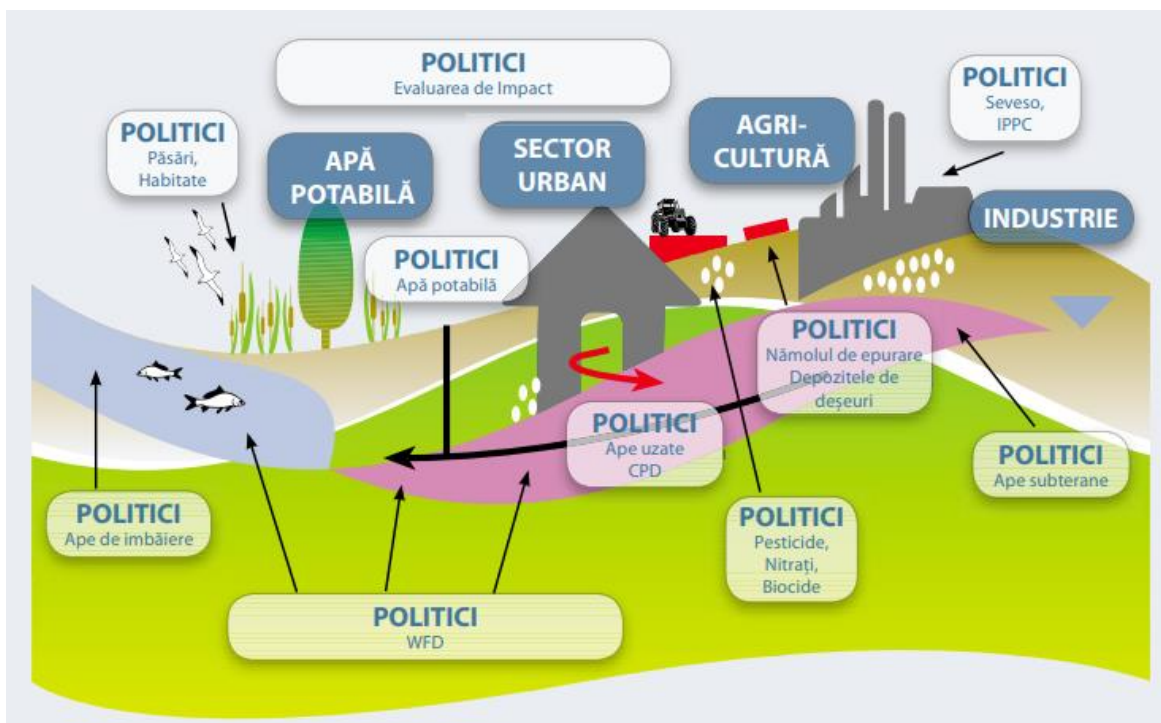 POLITICI
Evaluarea de Impact
POLITICI
Seveso,
IPPC
POLITICI
Păsări,
Habitate
APĂ
POTABILĂ
SECTOR
URBAN
AGRI-
CULTURĂ
INDUSTRIE
POLITICI
Apă potabilă
POLITICI
Nămolul de epurare
Depozitele de
deșeuri
POLITICI
Ape uzate
CPD
POLITICI
Ape subterane
POLITICI
Ape de imbăiere
POLITICI
Pesticide,
Nitrați,
Biocide
POLITICI
WFD